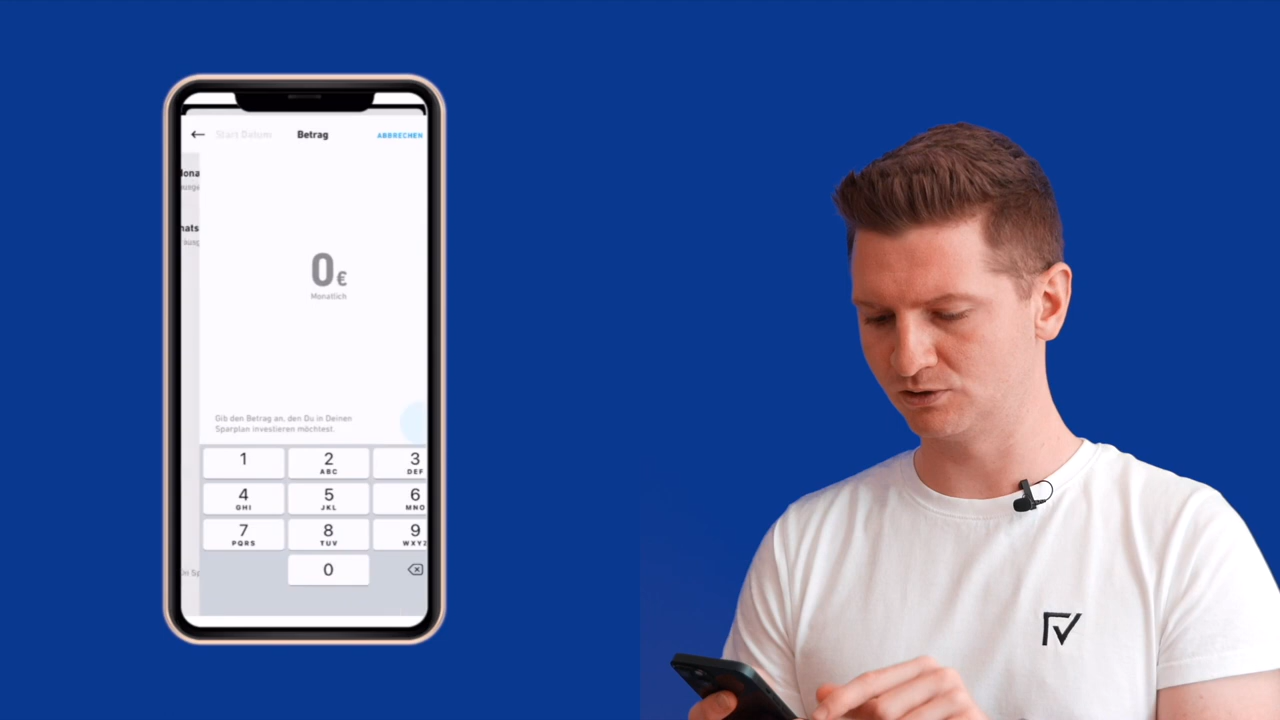 Start Datum Betrag ABBRECHEN
0€
Monatlich
Gib den Betrag an, den Du in Deinen
Sparplan investieren möchtest.
1 2 3
ABC DEF
4 5 6
GHI JKL MNO
7 8 9
PQRS TUV WXYZ
0